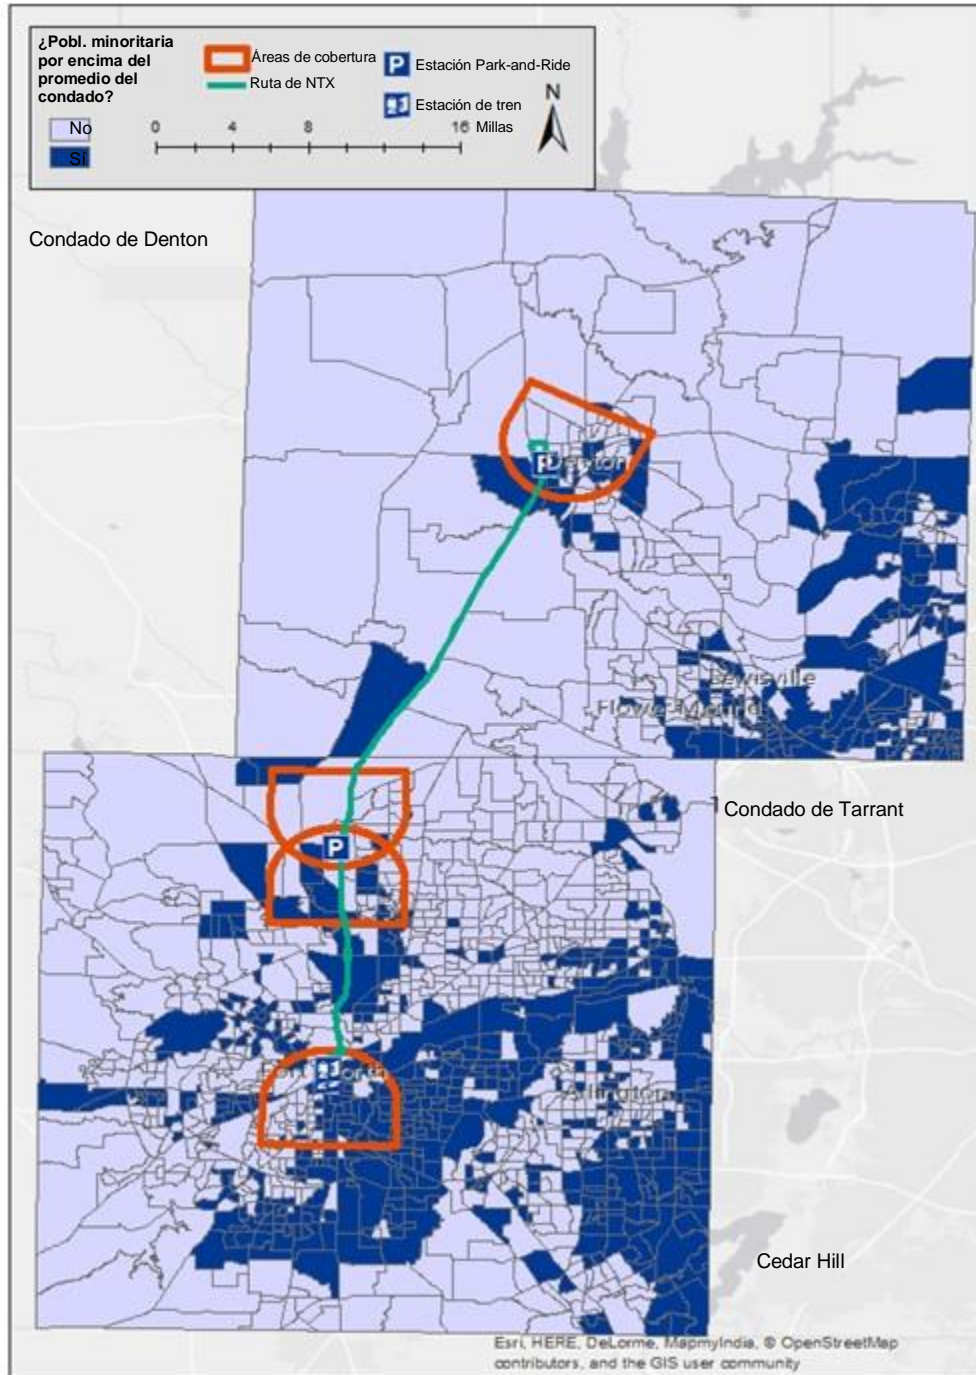 ¿Pobl. minoritaria
por encima del
promedio del
condado?
No
Sí
Áreas de cobertura
Ruta de NTX
P Estación Park-and-Ride
Estación de tren
0 4 8 16 Millas
N
Condado de Denton
P Denton
Lewisville
Flower Mound
Condado de Tarrant
P
Fort Worth
Arlington
Cedar Hill
Esri, HERE, DeLorme, MapmyIndia, © OpenStreetMap
contributors, and the GIS user community